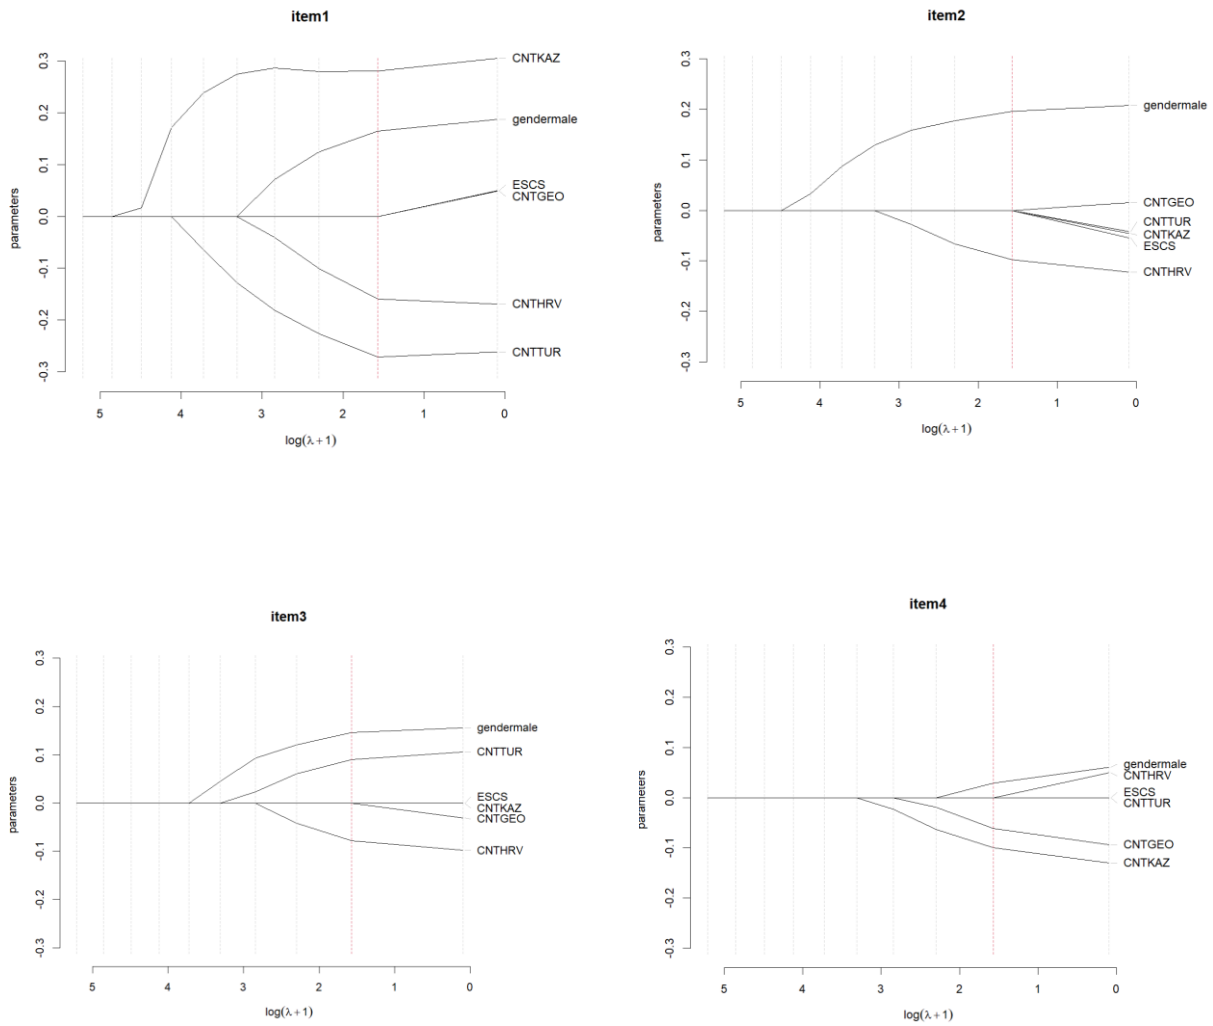 item1
0.3
0.2
0.1
0.0
-0.1
-0.2
-0.3
parameters
CNTKAZ
gendermale
ESCS
CNTGEO
CNTHRV
CNTTUR
5 4 3 2 1 0
log(λ + 1)
item2
0.3
0.2
0.1
0.0
-0.1
-0.2
-0.3
parameters
gendermale
CNTGEO
CNTTUR
CNTKAZ
ESCS
CNTHRV
5 4 3 2 1 0
log(λ + 1)
item3
0.3
0.2
0.1
0.0
-0.1
-0.2
-0.3
parameters
gendermale
CNTTUR
ESCS
CNTKAZ
CNTGEO
CNTHRV
5 4 3 2 1 0
log(λ + 1)
item4
0.3
0.2
0.1
0.0
-0.1
-0.2
-0.3
parameters
gendermale
CNTHRV
ESCS
CNTTUR
CNTGEO
CNTKAZ
5 4 3 2 1 0
log(λ + 1)